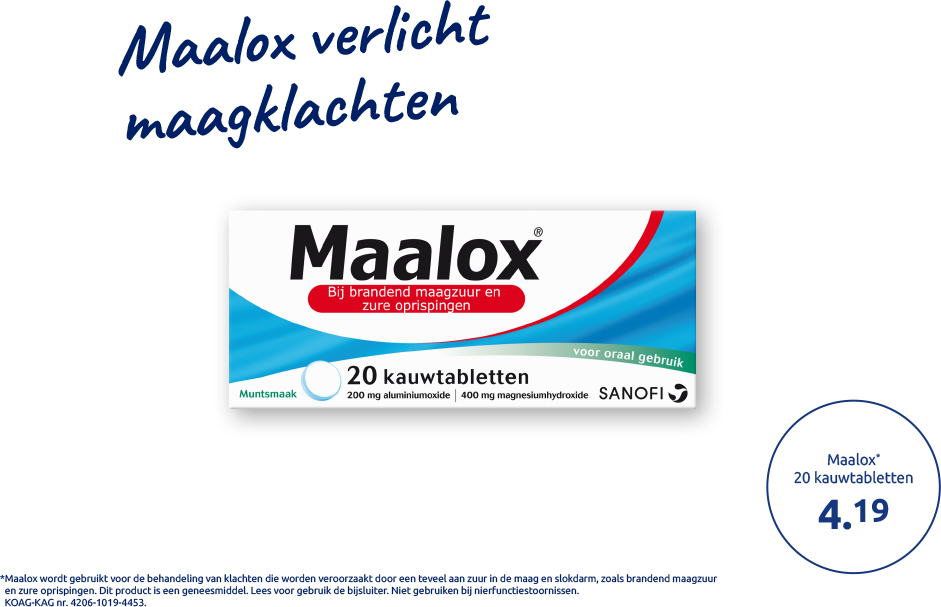 Maalox verlicht
maagklachten
Maalox®
Bij brandend maagzuur en
zure oprispingen
voor oraal gebruik
20 kauwtabletten
Muntsmaak
200 mg aluminiumoxide | 400 mg magnesiumhydroxide
SANOFI
Maalox*
20 kauwtabletten
4.19
*Maalox wordt gebruikt voor de behandeling van klachten die worden veroorzaakt door een teveel aan zuur in de maag en slokdarm, zoals brandend maagzuur
en zure oprispingen. Dit product is een geneesmiddel. Lees voor gebruik de bijsluiter. Niet gebruiken bij nierfunctiestoornissen.
KOAG-KAG nr. 4206-1019-4453.